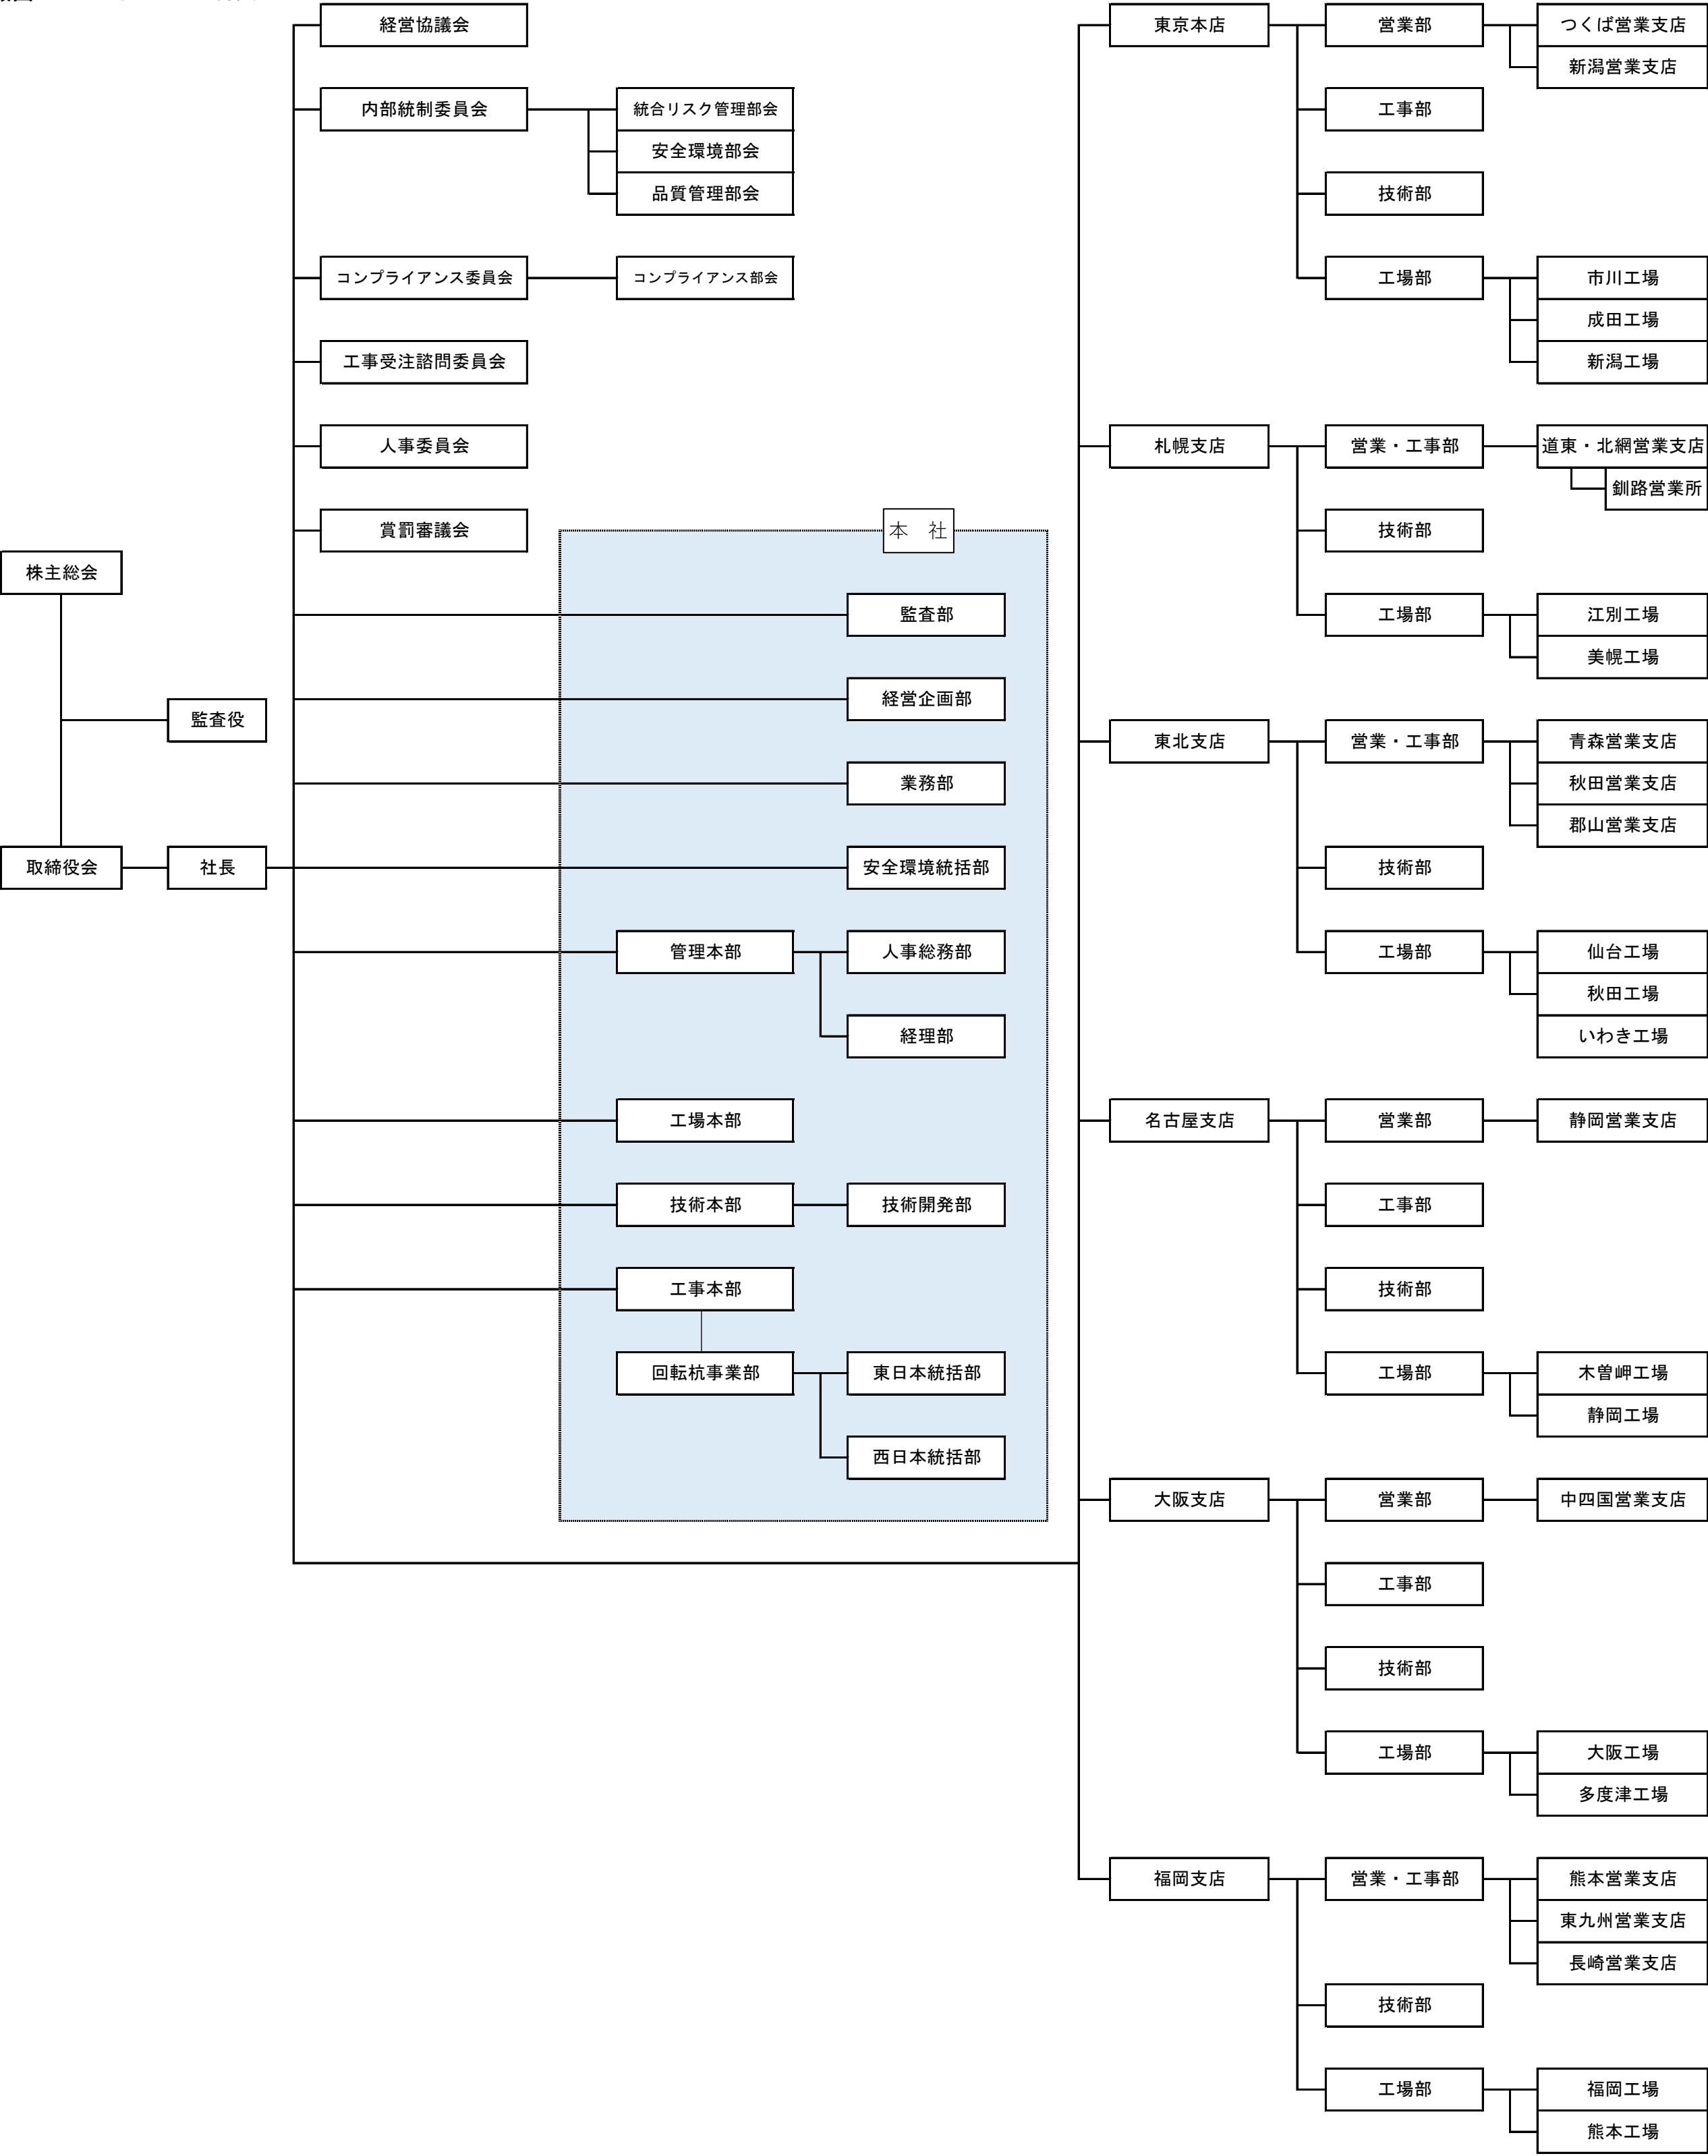 株主総会
監査役
取締役会
社長
経営協議会
内部統制委員会
統合リスク管理部会
安全環境部会
品質管理部会
コンプライアンス委員会
コンプライアンス部会
工事受注諮問委員会
人事委員会
賞罰審議会
本 社
監査部
経営企画部
業務部
安全環境統括部
管理本部
人事総務部
経理部
工場本部
技術本部
技術開発部
工事本部
回転杭事業部
東日本統括部
西日本統括部
東京本店
営業部
つくば営業支店
新潟営業支店
工事部
技術部
工場部
市川工場
成田工場
新潟工場
札幌支店
営業・工事部
道東・北網営業支店
釧路営業所
技術部
工場部
江別工場
美幌工場
東北支店
営業・工事部
青森営業支店
秋田営業支店
郡山営業支店
技術部
工場部
仙台工場
秋田工場
いわき工場
名古屋支店
営業部
静岡営業支店
工事部
技術部
工場部
木曽岬工場
静岡工場
大阪支店
営業部
中四国営業支店
工事部
技術部
工場部
大阪工場
多度津工場
福岡支店
営業・工事部
熊本営業支店
東九州営業支店
長崎営業支店
技術部
工場部
福岡工場
熊本工場